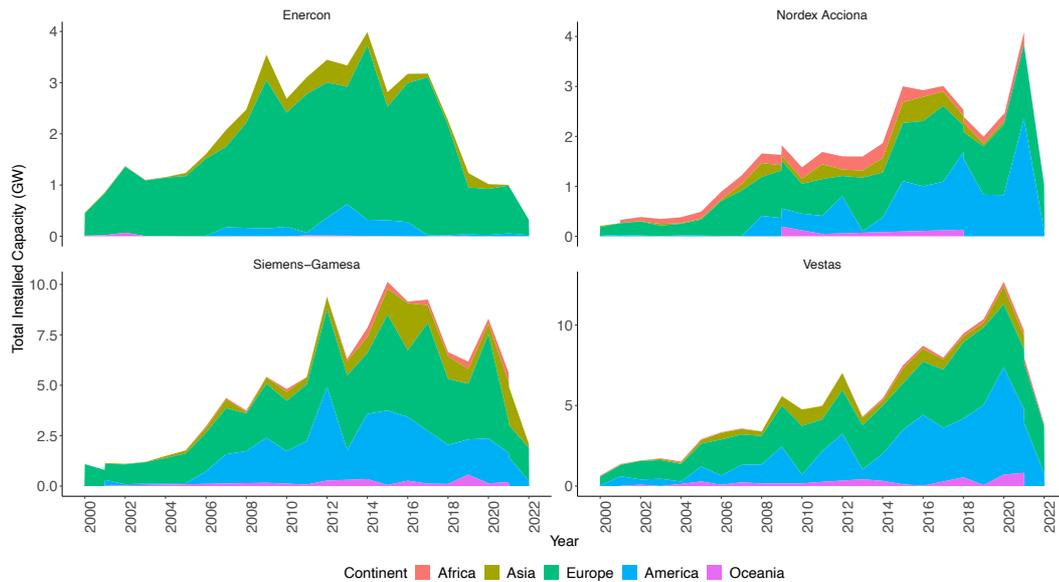 Enercon
Nordex Acciona
4
3
2
1
0
4
3
2
1
0
Siemens−Gamesa
Vestas
10.0
7.5
5.0
2.5
0.0
10
5
0
Total Installed Capacity (GW)
2000 2002 2004 2006 2008 2010 2012 2014 2016 2018 2020 2022
2000 2002 2004 2006 2008 2010 2012 2014 2016 2018 2020 2022
Year
Continent Africa Asia Europe America Oceania